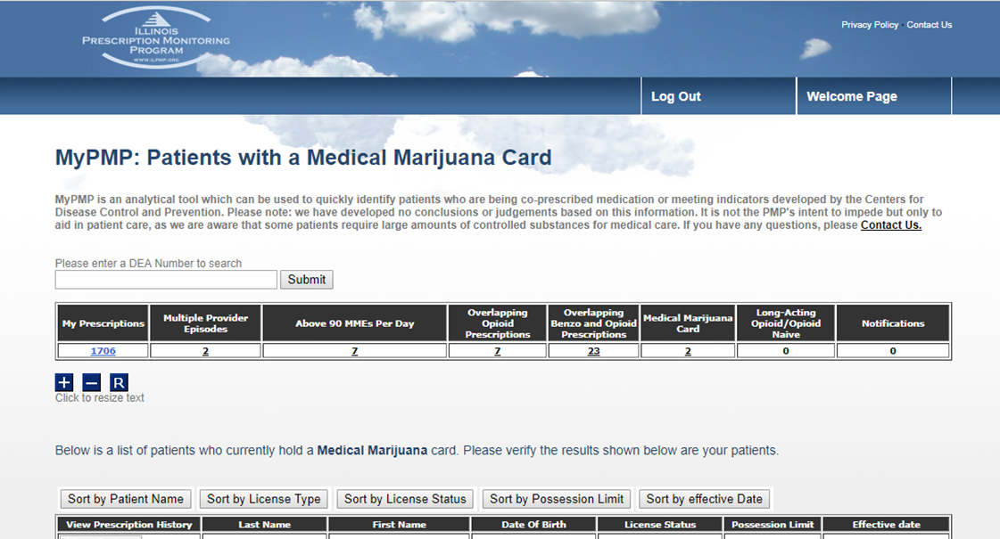 ILLINOIS
PRESCRIPTION MONITORING
PROGRAM
WWW.ILPMP.ORG
Privacy Policy - Contact Us
Log Out
Welcome Page
MyPMP: Patients with a Medical Marijuana Card
MyPMP is an analytical tool which can be used to quickly identify patients who are being co-prescribed medication or meeting indicators developed by the Centers for
Disease Control and Prevention. Please note: we have developed no conclusions or judgements based on this information. It is not the PMP's intent to impede but only to
aid in patient care, as we are aware that some patients require large amounts of controlled substances for medical care. If you have any questions, please Contact Us.
Please enter a DEA Number to search
Submit
My Prescriptions
Multiple Provider
Episodes
Above 90 MMEs Per Day
Overlapping
Opioid
Prescriptions
Overlapping
Benzo and Opioid
Prescriptions
Medical Marijuana
Card
Long-Acting
Opioid/Opioid
Naive
Notifications
1706
2
7
7
23
2
0
0
+ − R
Click to resize text
Below is a list of patients who currently hold a Medical Marijuana card. Please verify the results shown below are your patients.
Sort by Patient Name
Sort by License Type
Sort by License Status
Sort by Possession Limit
Sort by effective Date
View Prescription History
Last Name
First Name
Date Of Birth
License Status
Possession Limit
Effective date